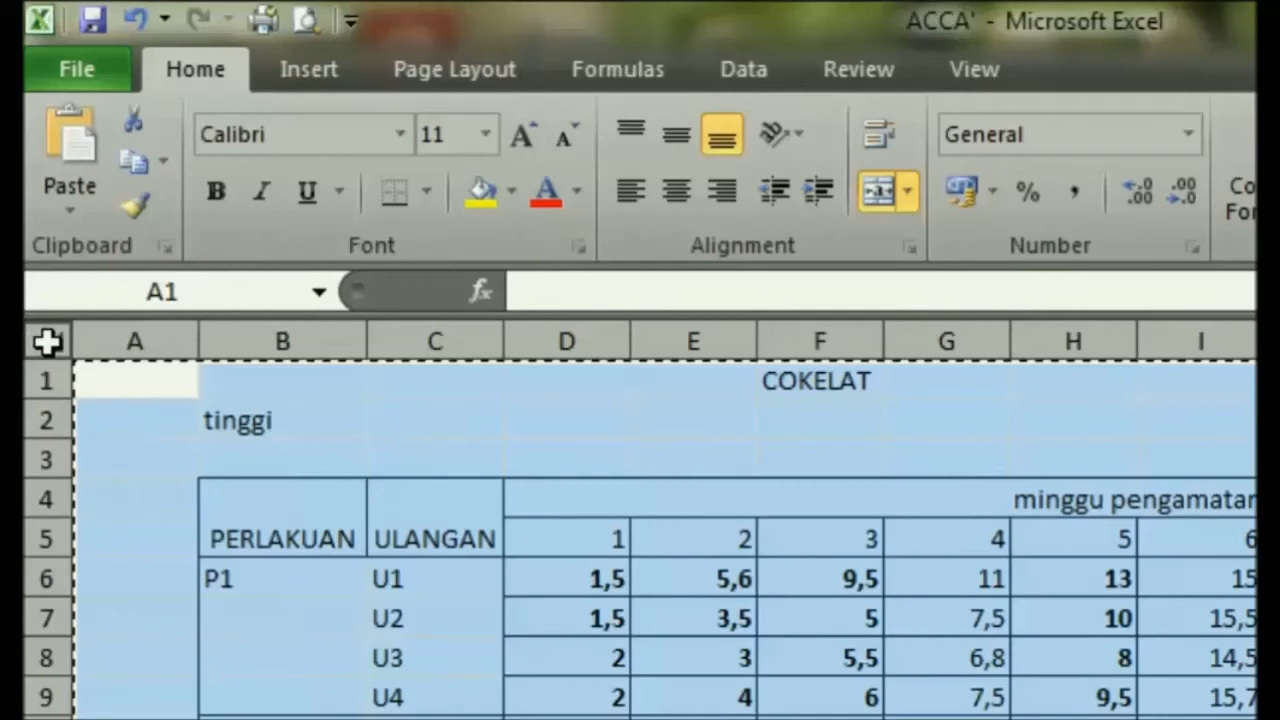 ACCA' - Microsoft Excel
File Home Insert Page Layout Formulas Data Review View
Calibri 11 A A General
Paste B I U A % , .0 .00 .00 .0
Clipboard Font Alignment Number
A1 fx
A B C D E F G H I
1 COKELAT
2 tinggi
3
4 minggu pengamatan
5 PERLAKUAN ULANGAN 1 2 3 4 5 6
6 P1 U1 1,5 5,6 9,5 11 13 15
7 U2 1,5 3,5 5 7,5 10 15,5
8 U3 2 3 5,5 6,8 8 14,5
9 U4 2 4 6 7,5 9,5 15,7